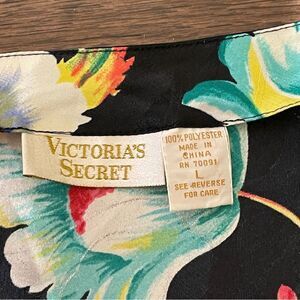 VICTORIA'S
SECRET
100% POLYESTER
MADE IN
CHINA
RN 70091
L
SEE REVERSE
FOR CARE